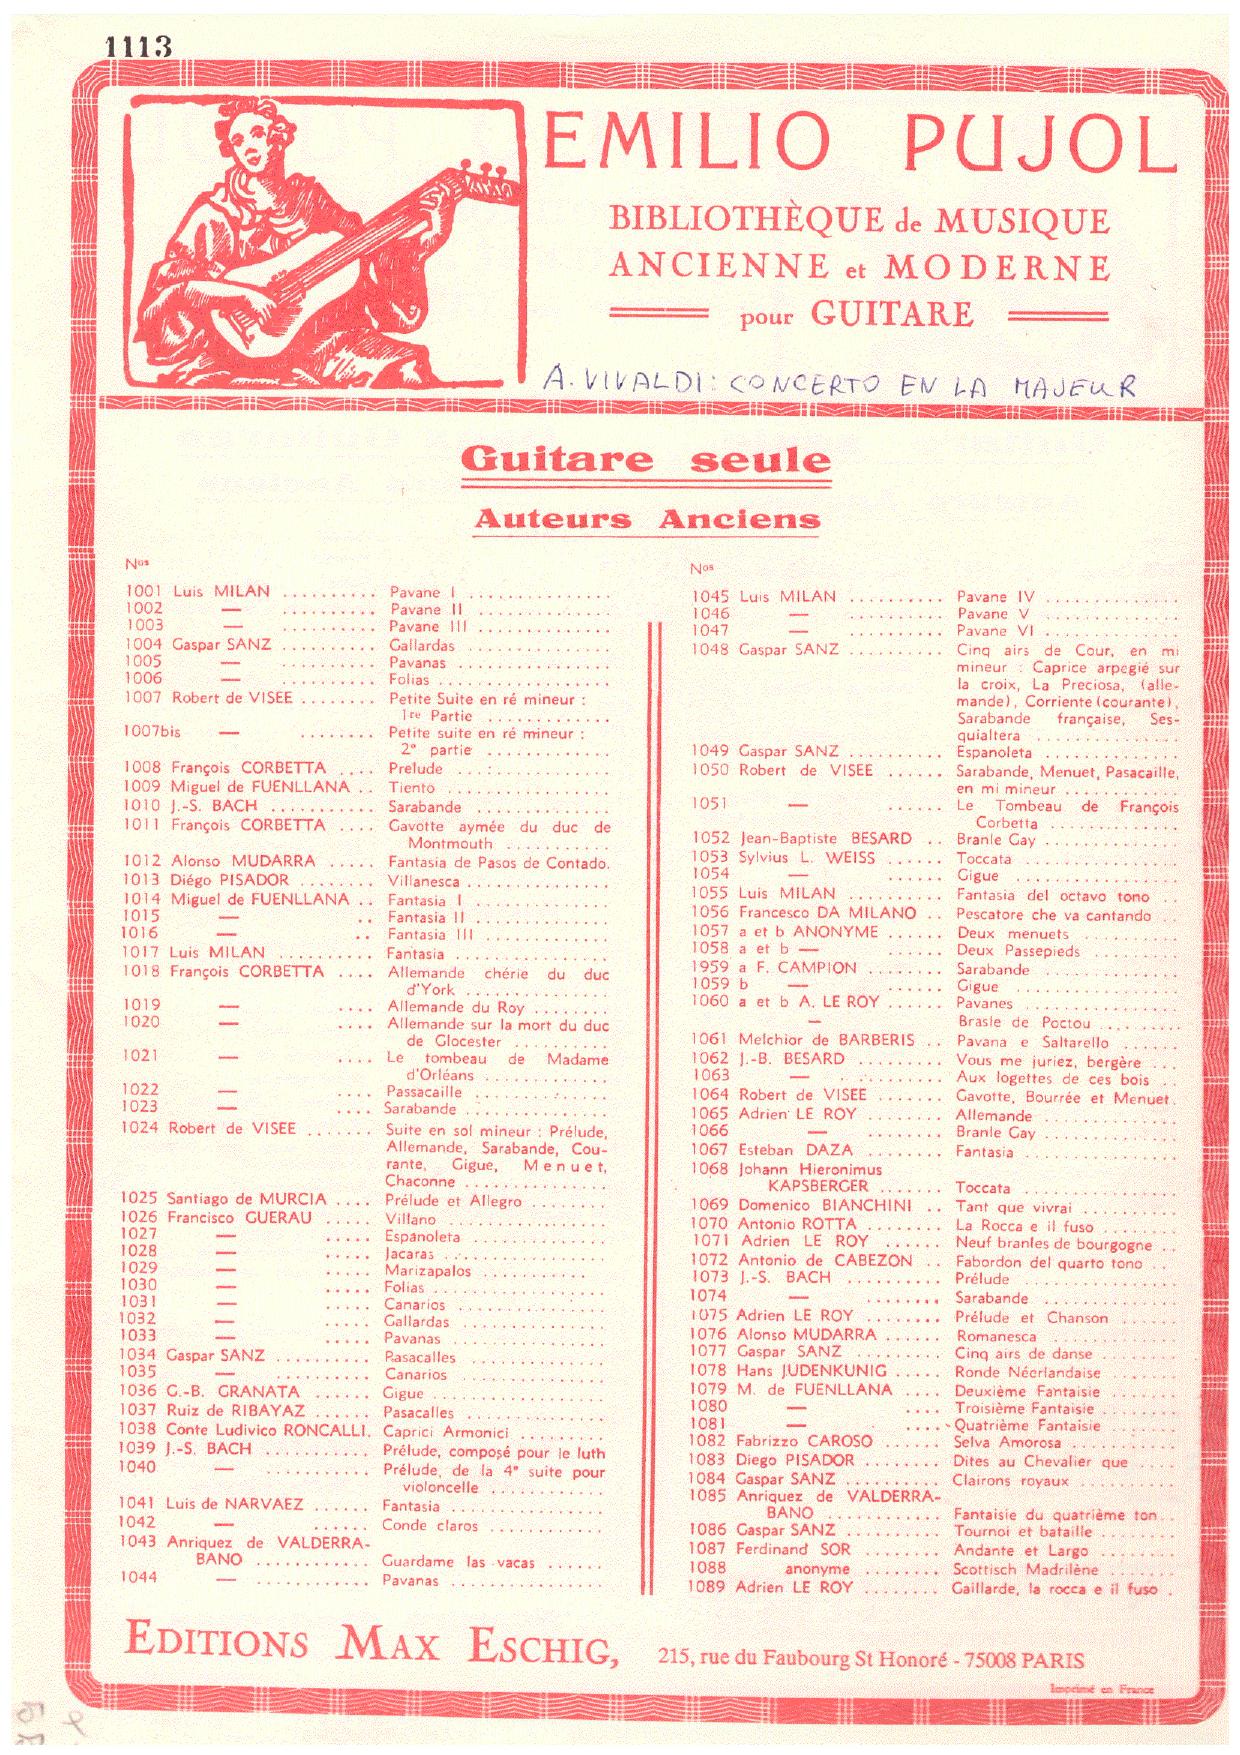 1113
EMILIO PUJOL
BIBLIOTHÈQUE de MUSIQUE
ANCIENNE et MODERNE
pour GUITARE
A. VIVALDI: CONCERTO EN LA MAJEUR
Guitare seule
Auteurs Anciens
Nos
1001 Luis MILAN .......... Pavane I ..............
1002 — .......... Pavane II ..............
1003 — .......... Pavane III ..............
1004 Gaspar SANZ .......... Gallardas ..............
1005 — .......... Pavanas ..............
1006 — .......... Folias ..............
1007 Robert de VISEE ........ Petite Suite en ré mineur :
1re Partie ............
1007bis — ........ Petite suite en ré mineur :
2e partie ............
1008 François CORBETTA .... Prelude ..............
1009 Miguel de FUENLLANA .. Tiento ..............
1010 J.-S. BACH ........... Sarabande ..............
1011 François CORBETTA .... Gavotte aymée du duc de
Montmouth ...........
1012 Alonso MUDARRA ..... Fantasia de Pasos de Contado.
1013 Diégo PISADOR ........ Villanesca ..............
1014 Miguel de FUENLLANA .. Fantasia I ..............
1015 — .. Fantasia II ..............
1016 — .. Fantasia III ..............
1017 Luis MILAN .......... Fantasia ..............
1018 François CORBETTA .... Allemande chérie du duc
d'York ..............
1019 — .... Allemande du Roy ........
1020 — .... Allemande sur la mort du duc
de Glocester ..........
1021 — .... Le tombeau de Madame
d'Orléans .............
1022 — .... Passacaille ..............
1023 — .... Sarabande ..............
1024 Robert de VISEE ....... Suite en sol mineur : Prélude,
Allemande, Sarabande, Cou-
rante, Gigue, Menuet,
Chaconne ..............
1025 Santiago de MURCIA .... Prélude et Allegro ........
1026 Francisco GUERAU ..... Villano ..............
1027 — ..... Espanoleta ..............
1028 — ..... Jacaras ..............
1029 — ..... Marizapalos ............
1030 — ..... Folias ..............
1031 — ..... Canarios ..............
1032 — ..... Gallardas ..............
1033 — ..... Pavanas ..............
1034 Gaspar SANZ .......... Pasacalles ..............
1035 — .......... Canarios ..............
1036 G.-B. GRANATA ...... Gigue ..............
1037 Ruiz de RIBAYAZ ...... Pasacalles ..............
1038 Conte Ludivico RONCALLI. Caprici Armonici ..........
1039 J.-S. BACH ........... Prélude, composé pour le luth
1040 — ........... Prélude, de la 4e suite pour
violoncelle ............
1041 Luis de NARVAEZ ...... Fantasia ..............
1042 — ...... Conde claros ............
1043 Anriquez de VALDERRA-
BANO ............ Guardame las vacas ......
1044 — ............ Pavanas ..............
Nos
1045 Luis MILAN .......... Pavane IV ..............
1046 — .......... Pavane V ..............
1047 — .......... Pavane VI ..............
1048 Gaspar SANZ .......... Cinq airs de Cour, en mi
mineur : Caprice arpegié sur
la croix, La Preciosa, (alle-
mande), Corriente (courante),
Sarabande française, Ses-
quialtera ..............
1049 Gaspar SANZ .......... Espanoleta ..............
1050 Robert de VISEE ...... Sarabande, Menuet, Pasacaille,
en mi mineur ...........
1051 — ...... Le Tombeau de François
Corbetta .............
1052 Jean-Baptiste BESARD .. Branle Gay ..............
1053 Sylvius L. WEISS ...... Toccata ..............
1054 — ...... Gigue ..............
1055 Luis MILAN .......... Fantasia del octavo tono ..
1056 Francesco DA MILANO .. Pescatore che va cantando ..
1057 a et b ANONYME ...... Deux menuets ..........
1058 a et b — ...... Deux Passepieds .........
1959 a F. CAMPION ........ Sarabande ..............
1059 b — ........ Gigue ..............
1060 a et b A. LE ROY ...... Pavanes ..............
— Brasle de Poctou ........
1061 Melchior de BARBERIS .. Pavana e Saltarello ......
1062 J.-B. BESARD ......... Vous me juriez, bergère ...
1063 — ......... Aux logettes de ces bois ..
1064 Robert de VISEE ....... Gavotte, Bourrée et Menuet.
1065 Adrien LE ROY ........ Allemande ..............
1066 — ........ Branle Gay ..............
1067 Esteban DAZA ........ Fantasia ..............
1068 Johann Hieronimus
KAPSBERGER ....... Toccata ..............
1069 Domenico BIANCHINI .. Tant que vivrai ..........
1070 Antonio ROTTA ........ La Rocca e il fuso ........
1071 Adrien LE ROY ...... Neuf branles de bourgogne ..
1072 Antonio de CABEZON .. Fabordon del quarto tono ..
1073 J.-S. BACH .......... Prélude ..............
1074 — ........ Sarabande ..............
1075 Adrien LE ROY ........ Prélude et Chanson ......
1076 Alonso MUDARRA ...... Romanesca ..............
1077 Gaspar SANZ ......... Cinq airs de danse ........
1078 Hans JUDENKUNIG ..... Ronde Néerlandaise .......
1079 M. de FUENLLANA .... Deuxième Fantaisie ........
1080 — .... Troisième Fantaisie ........
1081 — .... Quatrième Fantaisie .......
1082 Fabrizzo CAROSO ...... Selva Amorosa ...........
1083 Diego PISADOR ........ Dites au Chevalier que ....
1084 Gaspar SANZ .......... Clairons royaux ..........
1085 Anriquez de VALDERRA-
BANO ............ Fantaisie du quatrième ton ..
1086 Gaspar SANZ .......... Tournoi et bataille ........
1087 Ferdinand SOR ........ Andante et Largo ........
1088 anonyme ........ Scottisch Madrilène .......
1089 Adrien LE ROY ........ Gaillarde, la rocca e il fuso .
EDITIONS MAX ESCHIG, 215, rue du Faubourg St Honoré - 75008 PARIS
Imprimé en France